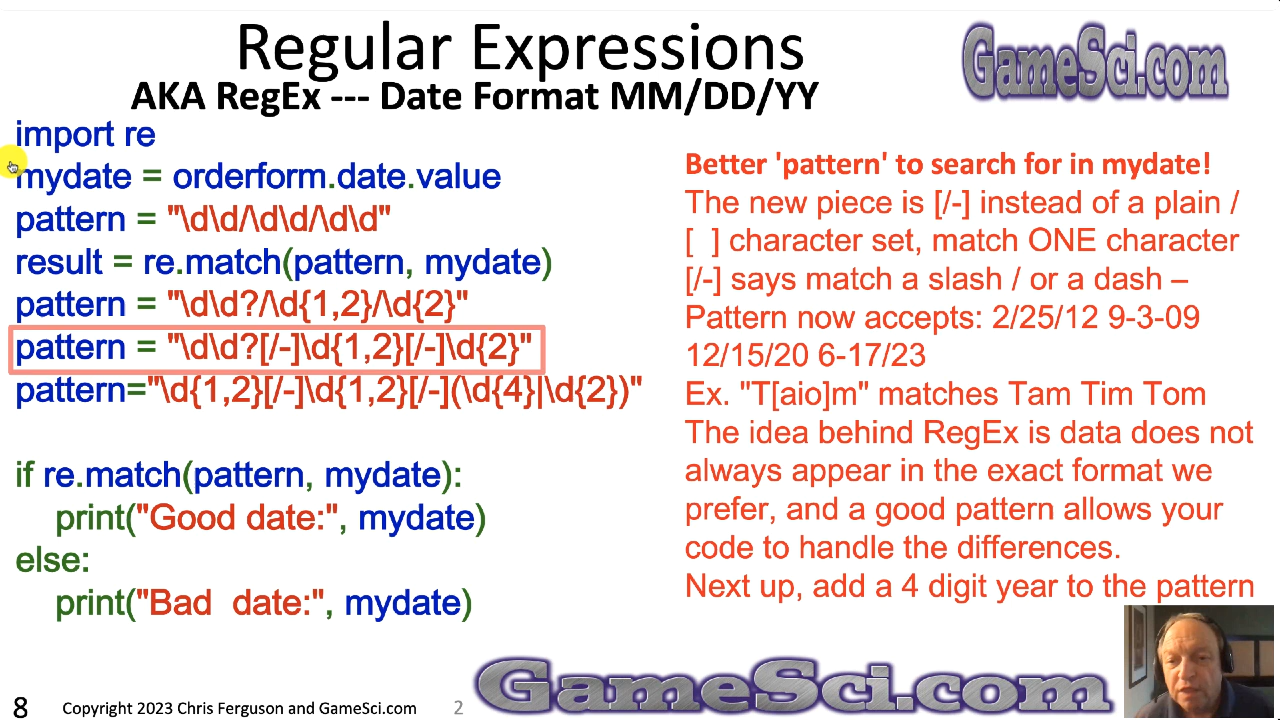 Regular Expressions
AKA RegEx --- Date Format MM/DD/YY
GameSci.com
import re
mydate = orderform.date.value
pattern = "\d\d/\d\d/\d\d"
result = re.match(pattern, mydate)
pattern = "\d\d?/\d{1,2}/\d{2}"
pattern = "\d\d?[/-]\d{1,2}[/-]\d{2}"
pattern="\d{1,2}[/-]\d{1,2}[/-](\d{4}|\d{2})"
if re.match(pattern, mydate):
print("Good date:", mydate)
else:
print("Bad  date:", mydate)
Better 'pattern' to search for in mydate!
The new piece is [/-] instead of a plain /
[  ] character set, match ONE character
[/-] says match a slash / or a dash –
Pattern now accepts: 2/25/12 9-3-09
12/15/20 6-17/23
Ex. "T[aio]m" matches Tam Tim Tom
The idea behind RegEx is data does not
always appear in the exact format we
prefer, and a good pattern allows your
code to handle the differences.
Next up, add a 4 digit year to the pattern
8
Copyright 2023 Chris Ferguson and GameSci.com
2
GameSci.com